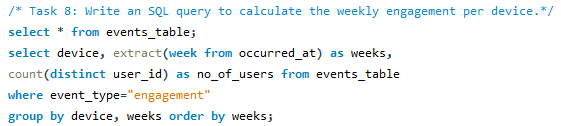 /* Task 8: Write an SQL query to calculate the weekly engagement per device.*/
select * from events_table;
select device, extract(week from occurred_at) as weeks,
count(distinct user_id) as no_of_users from events_table
where event_type="engagement"
group by device, weeks order by weeks;